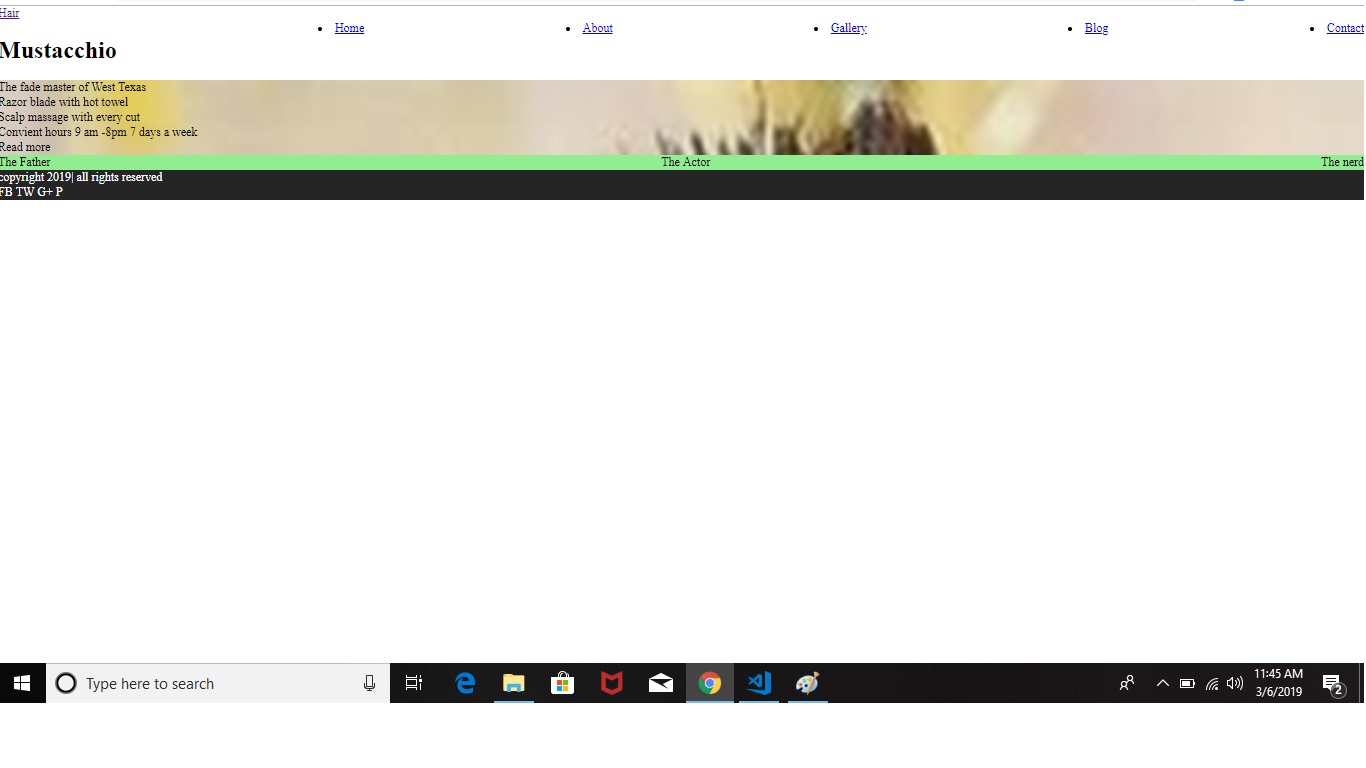 Hair
Home About Gallery Blog Contact
Mustacchio
The fade master of West Texas
Razor blade with hot towel
Scalp massage with every cut
Convient hours 9 am -8pm 7 days a week
Read more
The Father The Actor The nerd
copyright 2019| all rights reserved
FB TW G+ P
Type here to search
11:45 AM
3/6/2019
2